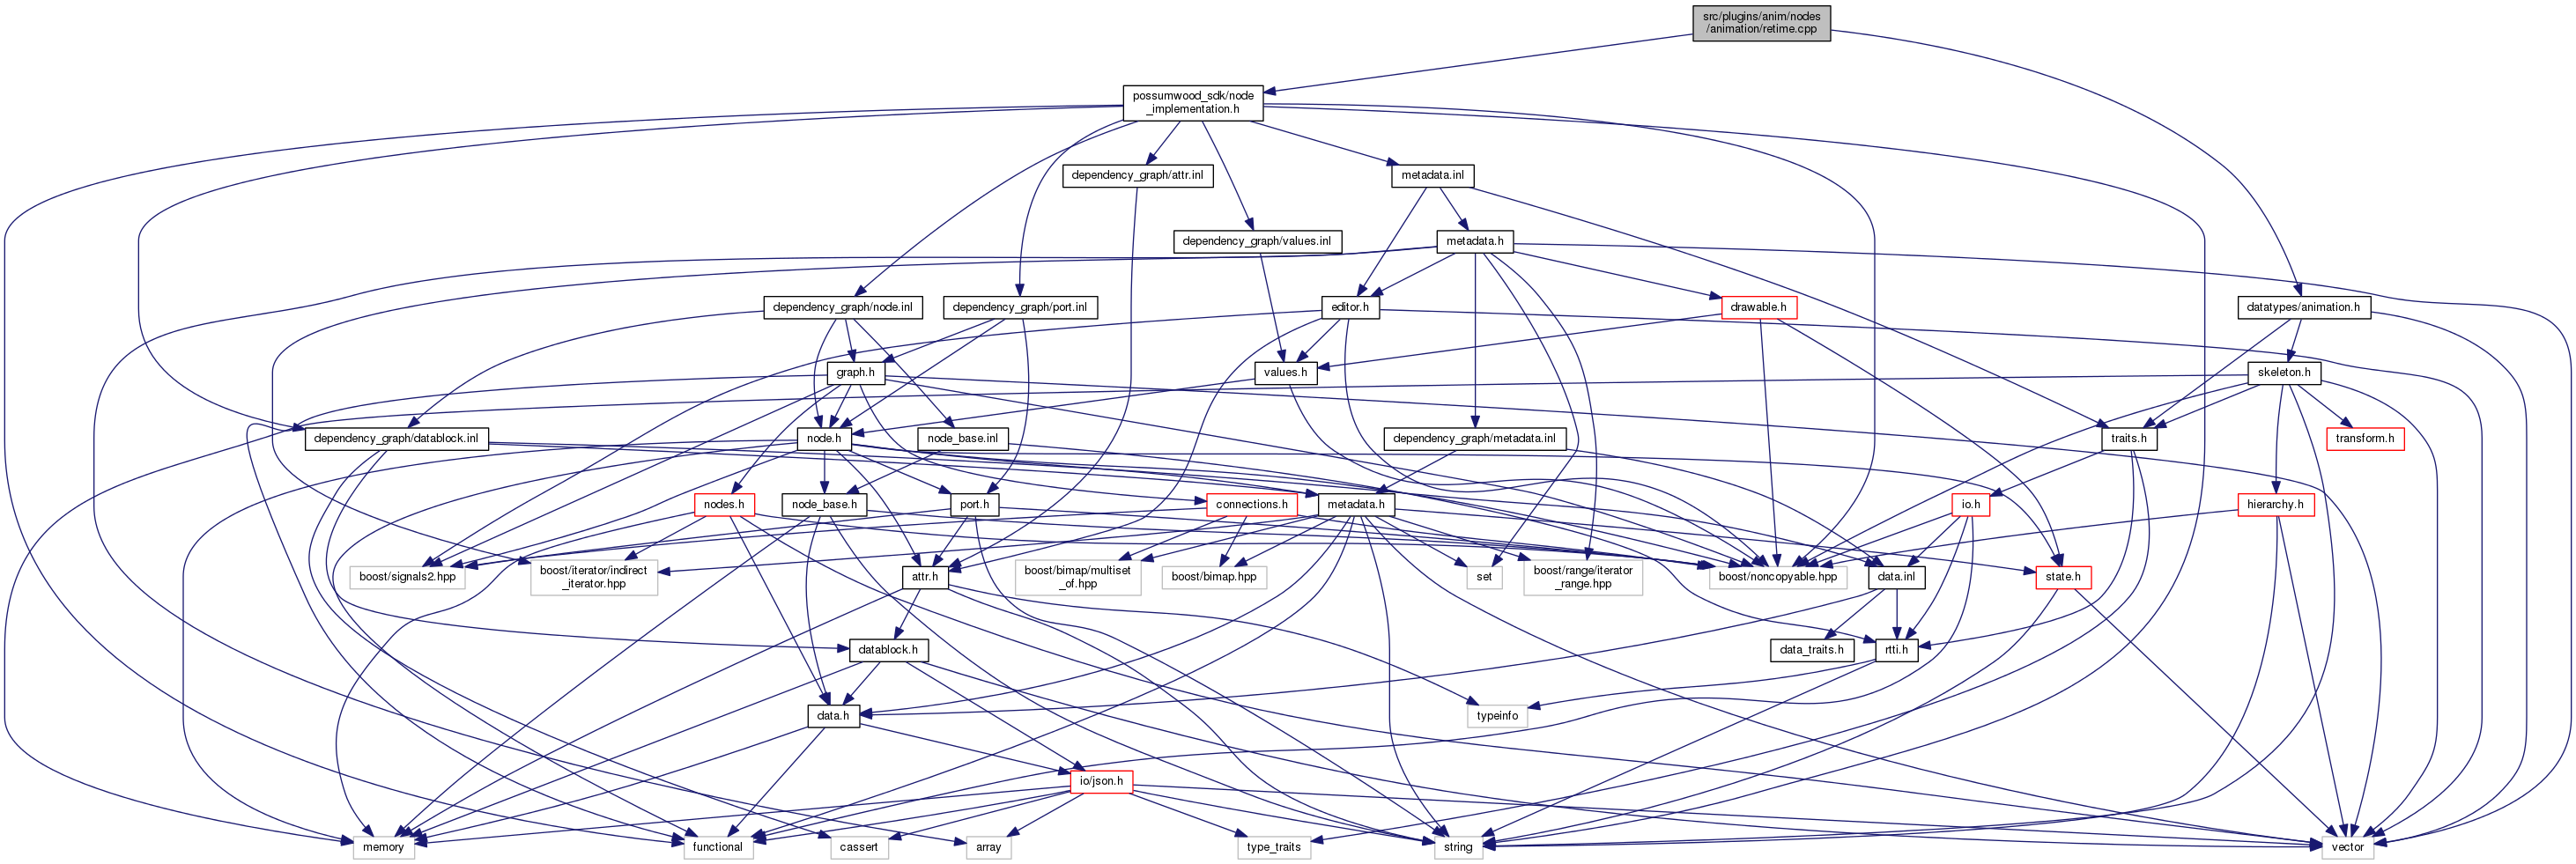 src/plugins/anim/nodes
/animation/retime.cpp
possumwood_sdk/node
_implementation.h
dependency_graph/attr.inl
metadata.inl
dependency_graph/values.inl
metadata.h
dependency_graph/node.inl
dependency_graph/port.inl
editor.h
drawable.h
datatypes/animation.h
graph.h
values.h
skeleton.h
dependency_graph/datablock.inl
node.h
node_base.inl
dependency_graph/metadata.inl
traits.h
transform.h
nodes.h
node_base.h
port.h
connections.h
metadata.h
io.h
hierarchy.h
boost/signals2.hpp
boost/iterator/indirect
_iterator.hpp
attr.h
boost/bimap/multiset
_of.hpp
boost/bimap.hpp
set
boost/range/iterator
_range.hpp
boost/noncopyable.hpp
data.inl
state.h
datablock.h
data_traits.h
rtti.h
data.h
typeinfo
io/json.h
memory
functional
cassert
array
type_traits
string
vector